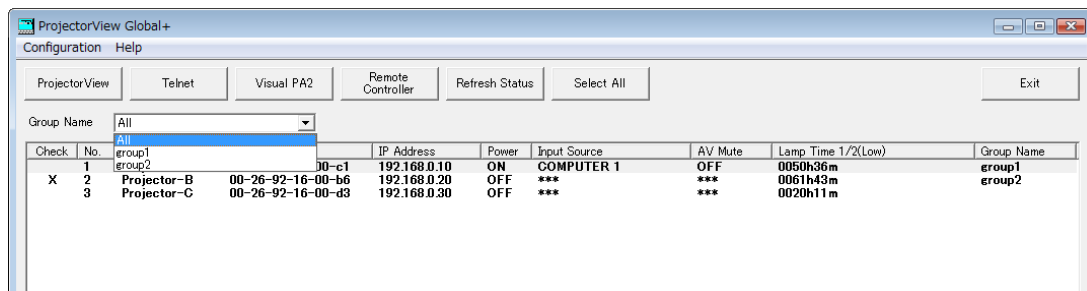 ProjectorView Global+
Configuration Help
ProjectorView Telnet Visual PA2 Remote Controller Refresh Status Select All Exit
Group Name All
All
group1
group2
Check No. IP Address Power Input Source AV Mute Lamp Time 1/2(Low) Group Name
1 00-c1 192.168.0.10 ON COMPUTER 1 OFF 0050h36m group1
X 2 Projector-B 00-26-92-16-00-b6 192.168.0.20 OFF *** *** 0061h43m group2
3 Projector-C 00-26-92-16-00-d3 192.168.0.30 OFF *** *** 0020h11m